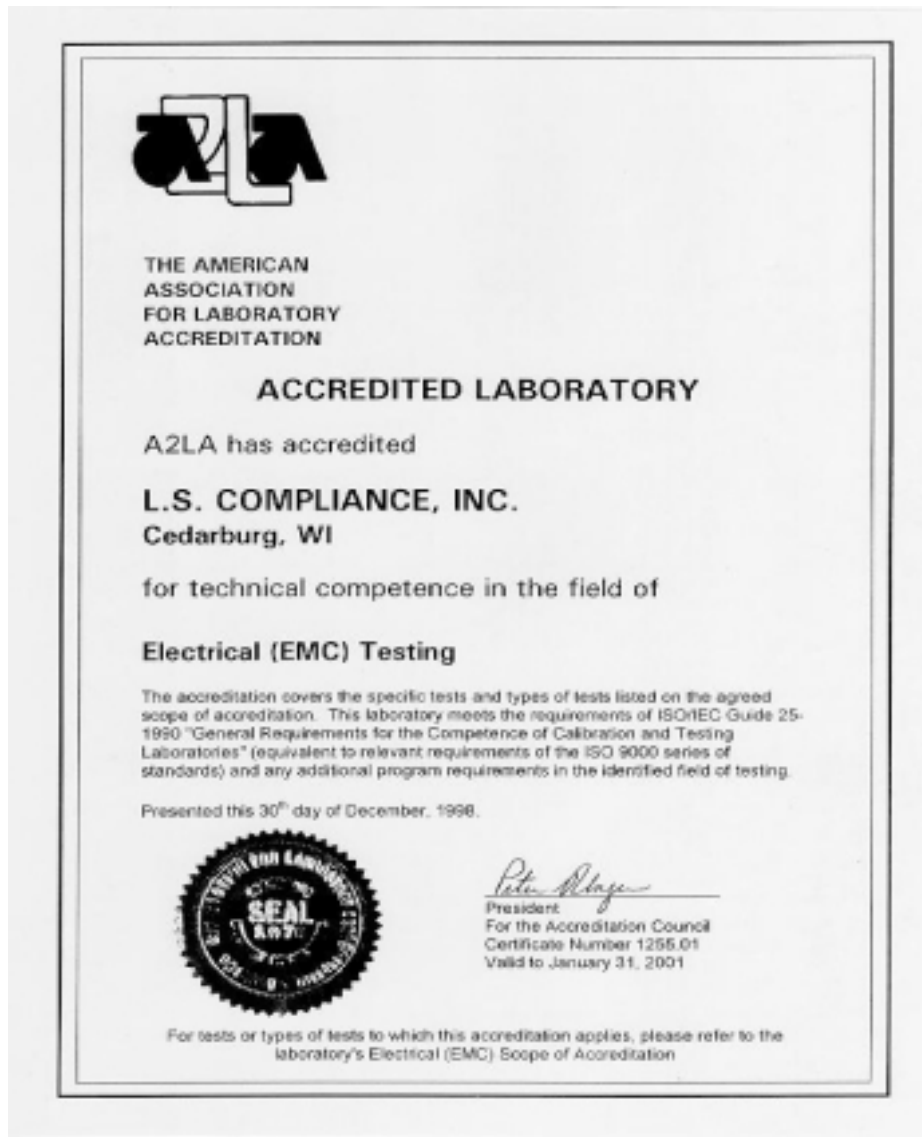 A2LA
THE AMERICAN
ASSOCIATION
FOR LABORATORY
ACCREDITATION
ACCREDITED LABORATORY
A2LA has accredited
L.S. COMPLIANCE, INC.
Cedarburg, WI
for technical competence in the field of
Electrical (EMC) Testing
The accreditation covers the specific tests and types of tests listed on the agreed
scope of accreditation. This laboratory meets the requirements of ISO/IEC Guide 25-
1990 "General Requirements for the Competence of Calibration and Testing
Laboratories" (equivalent to relevant requirements of the ISO 9000 series of
standards) and any additional program requirements in the identified field of testing.
Presented this 30th day of December, 1998.
SEAL
Peter
President
For the Accreditation Council
Certificate Number 1255.01
Valid to January 31, 2001
For tests or types of tests to which this accreditation applies, please refer to the
laboratory's Electrical (EMC) Scope of Accreditation